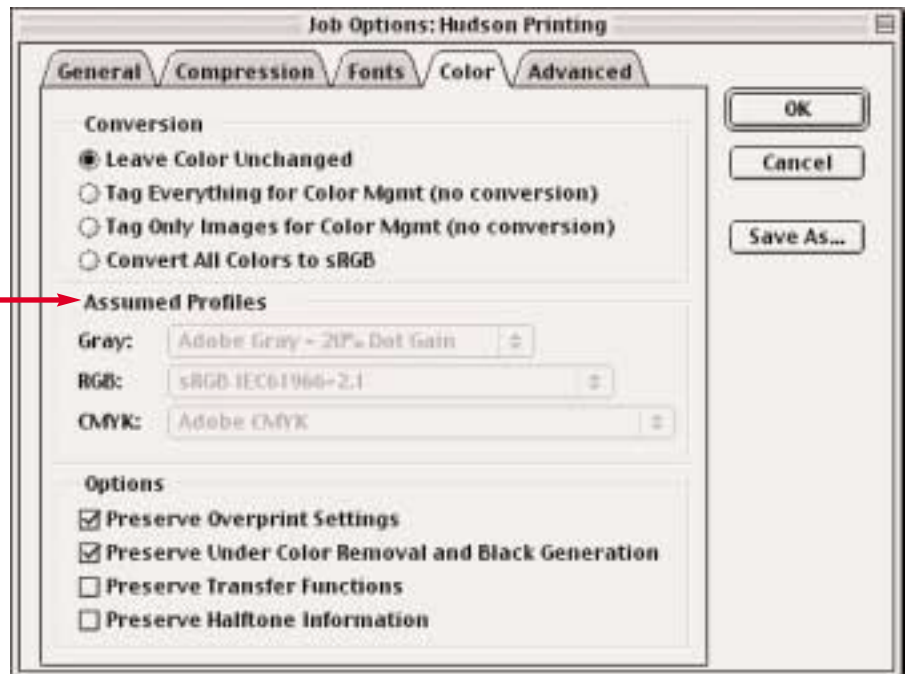 Job Options: Hudson Printing
General Compression Fonts Color Advanced
Conversion
Leave Color Unchanged
Tag Everything for Color Mgmt (no conversion)
Tag Only Images for Color Mgmt (no conversion)
Convert All Colors to sRGB
Assumed Profiles
Gray: Adobe Gray - 20% Dot Gain
RGB: sRGB IEC61966-2.1
CMYK: Adobe CMYK
Options
Preserve Overprint Settings
Preserve Under Color Removal and Black Generation
Preserve Transfer Functions
Preserve Halftone Information
OK
Cancel
Save As...